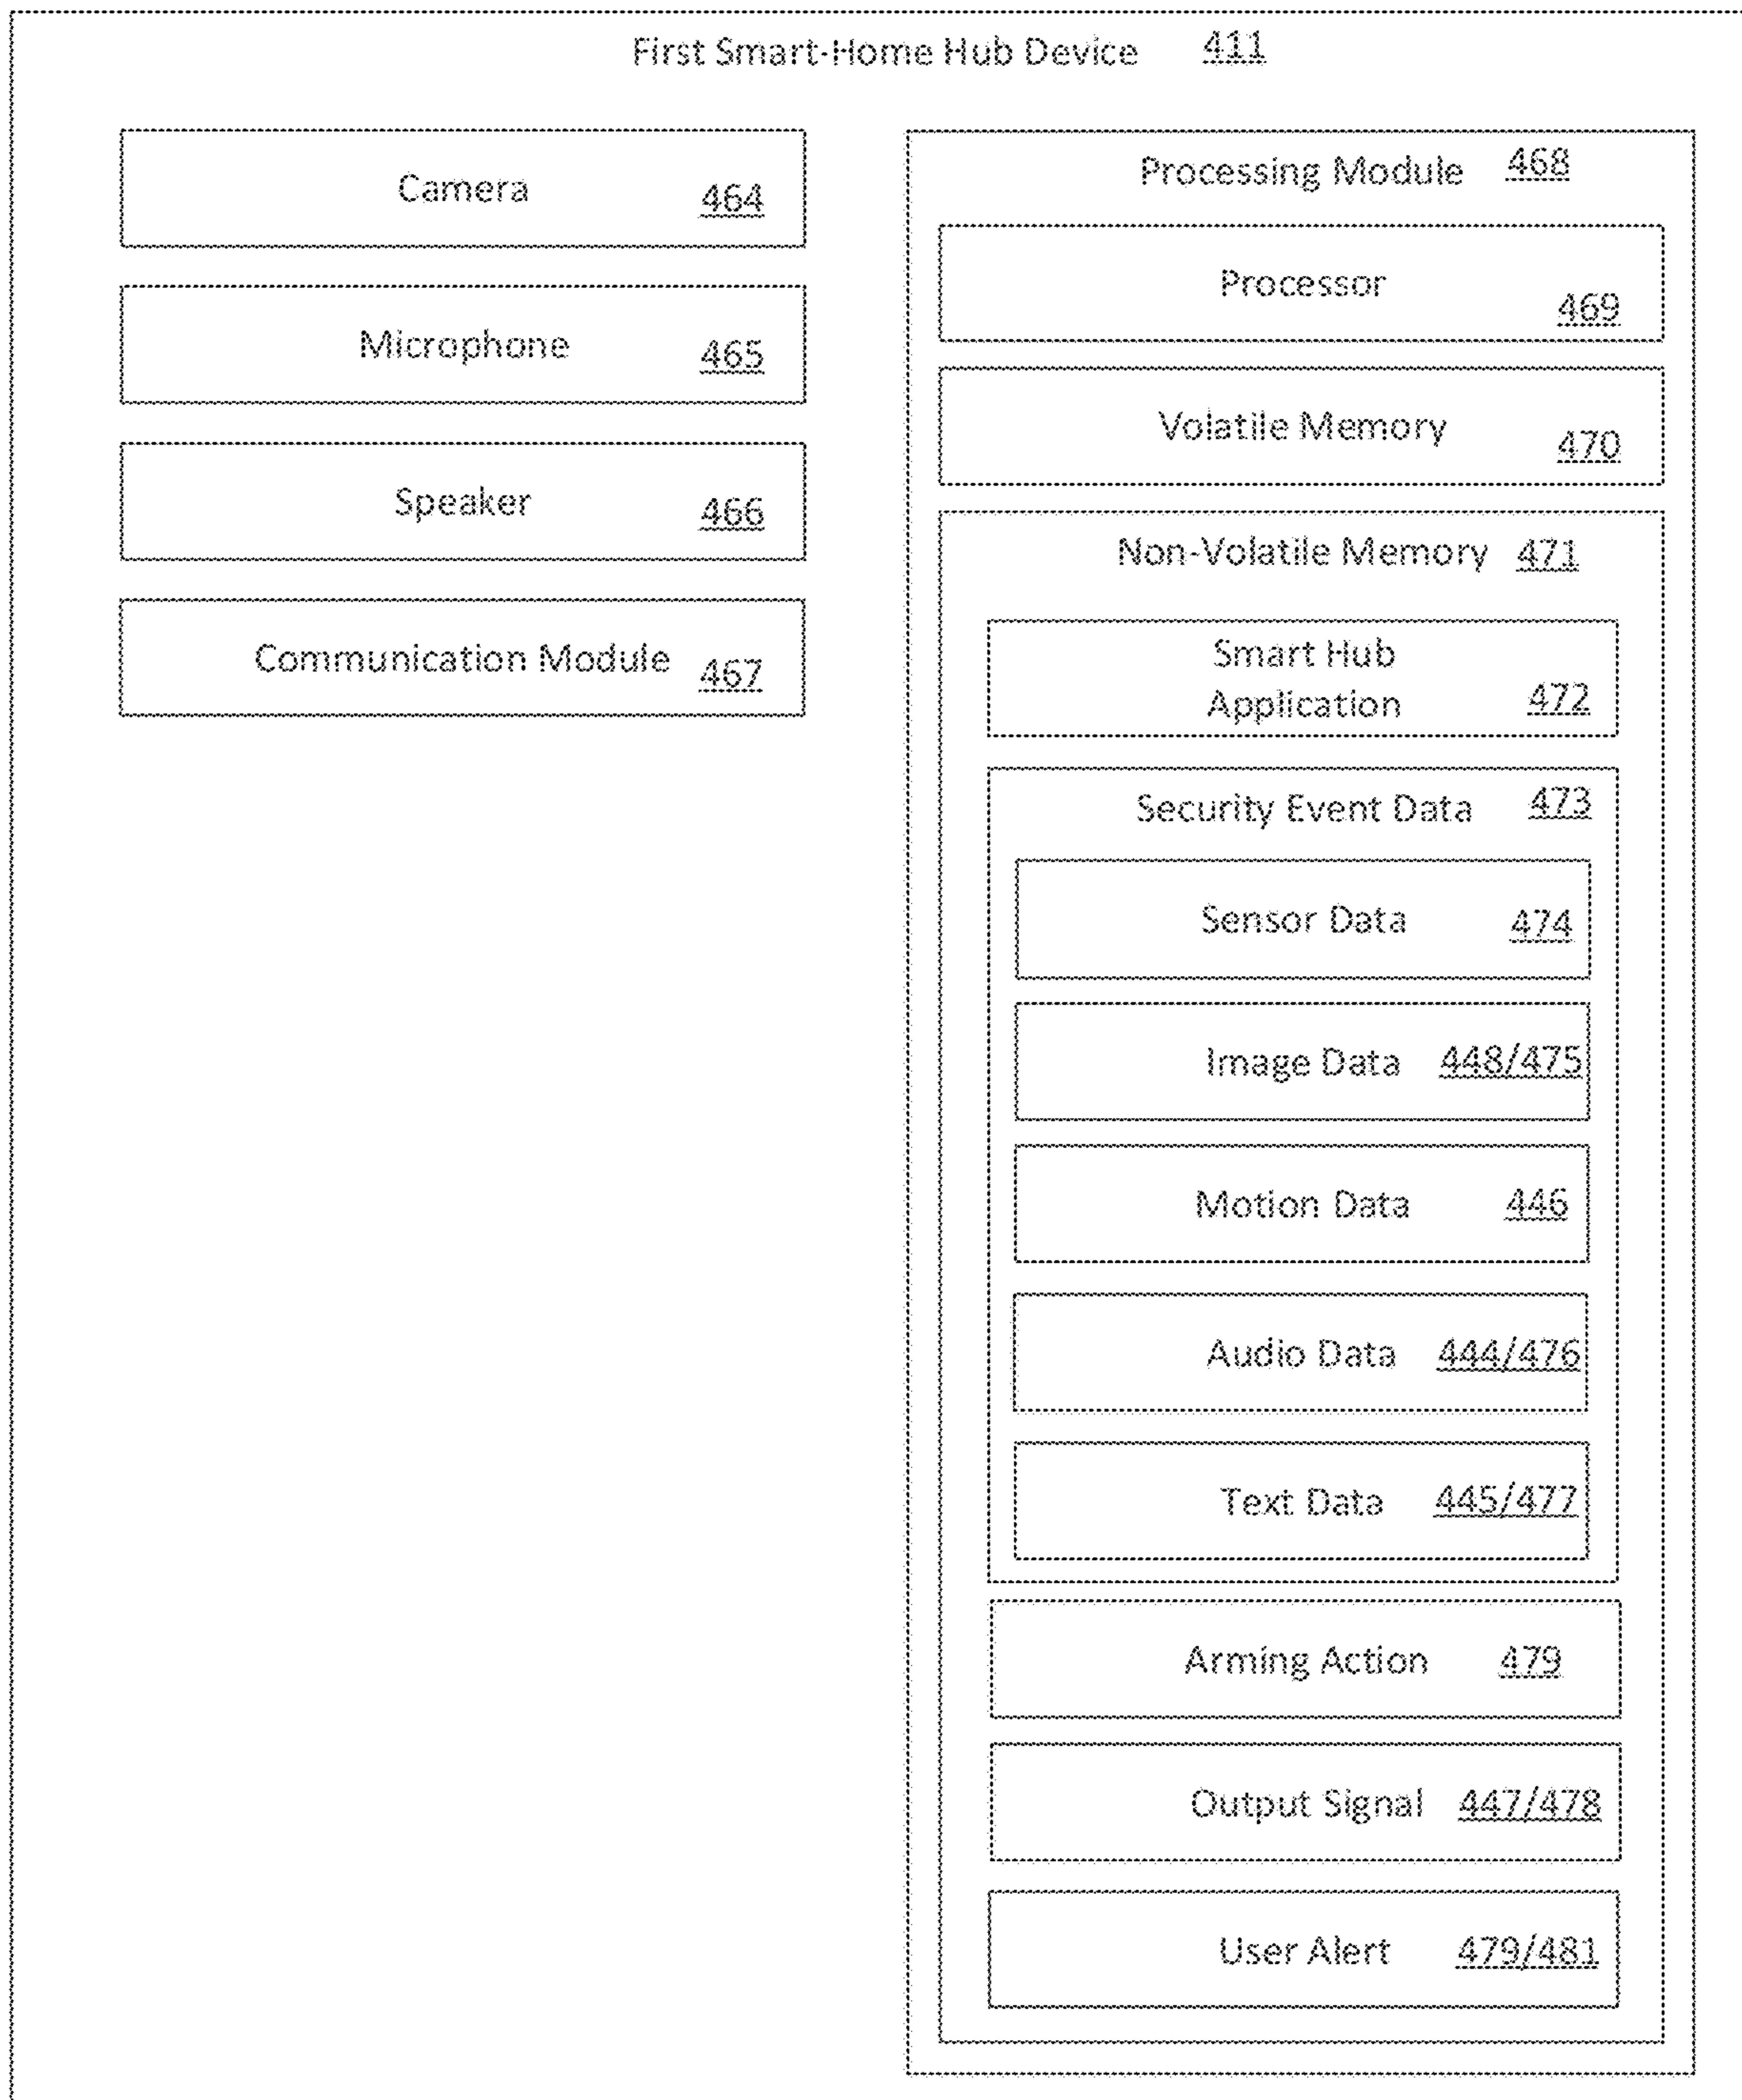 First Smart-Home Hub Device 411
Camera 464
Microphone 465
Speaker 466
Communication Module 467
Processing Module 468
Processor 469
Volatile Memory 470
Non-Volatile Memory 471
Smart Hub
Application 472
Security Event Data 473
Sensor Data 474
Image Data 448/475
Motion Data 446
Audio Data 444/476
Text Data 445/477
Arming Action 479
Output Signal 447/478
User Alert 479/481